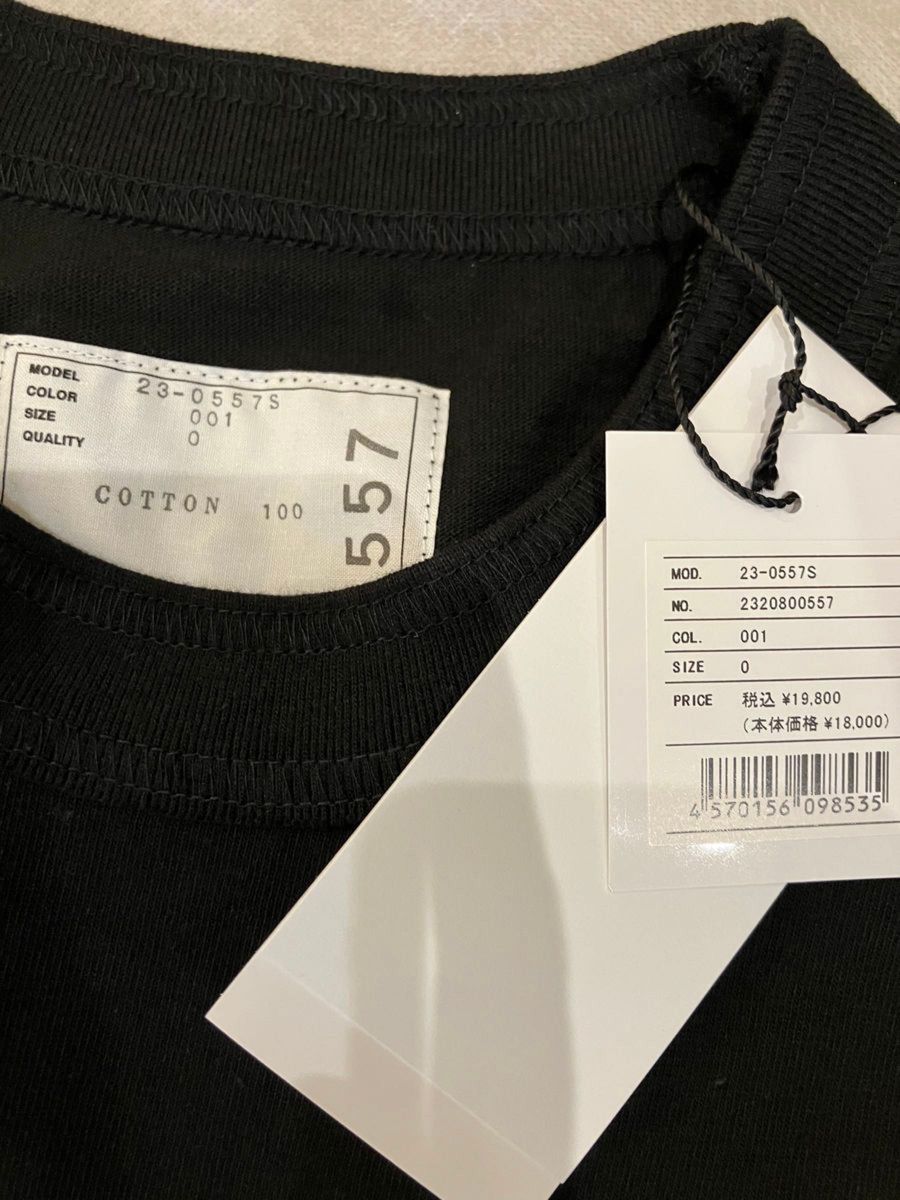 MODEL 23-0557S
COLOR 001
SIZE 0
QUALITY
COTTON 100
557
MOD. 23-0557S
NO. 2320800557
COL. 001
SIZE 0
PRICE 税込 ¥19,800
(本体価格 ¥18,000)
4 570156 098535